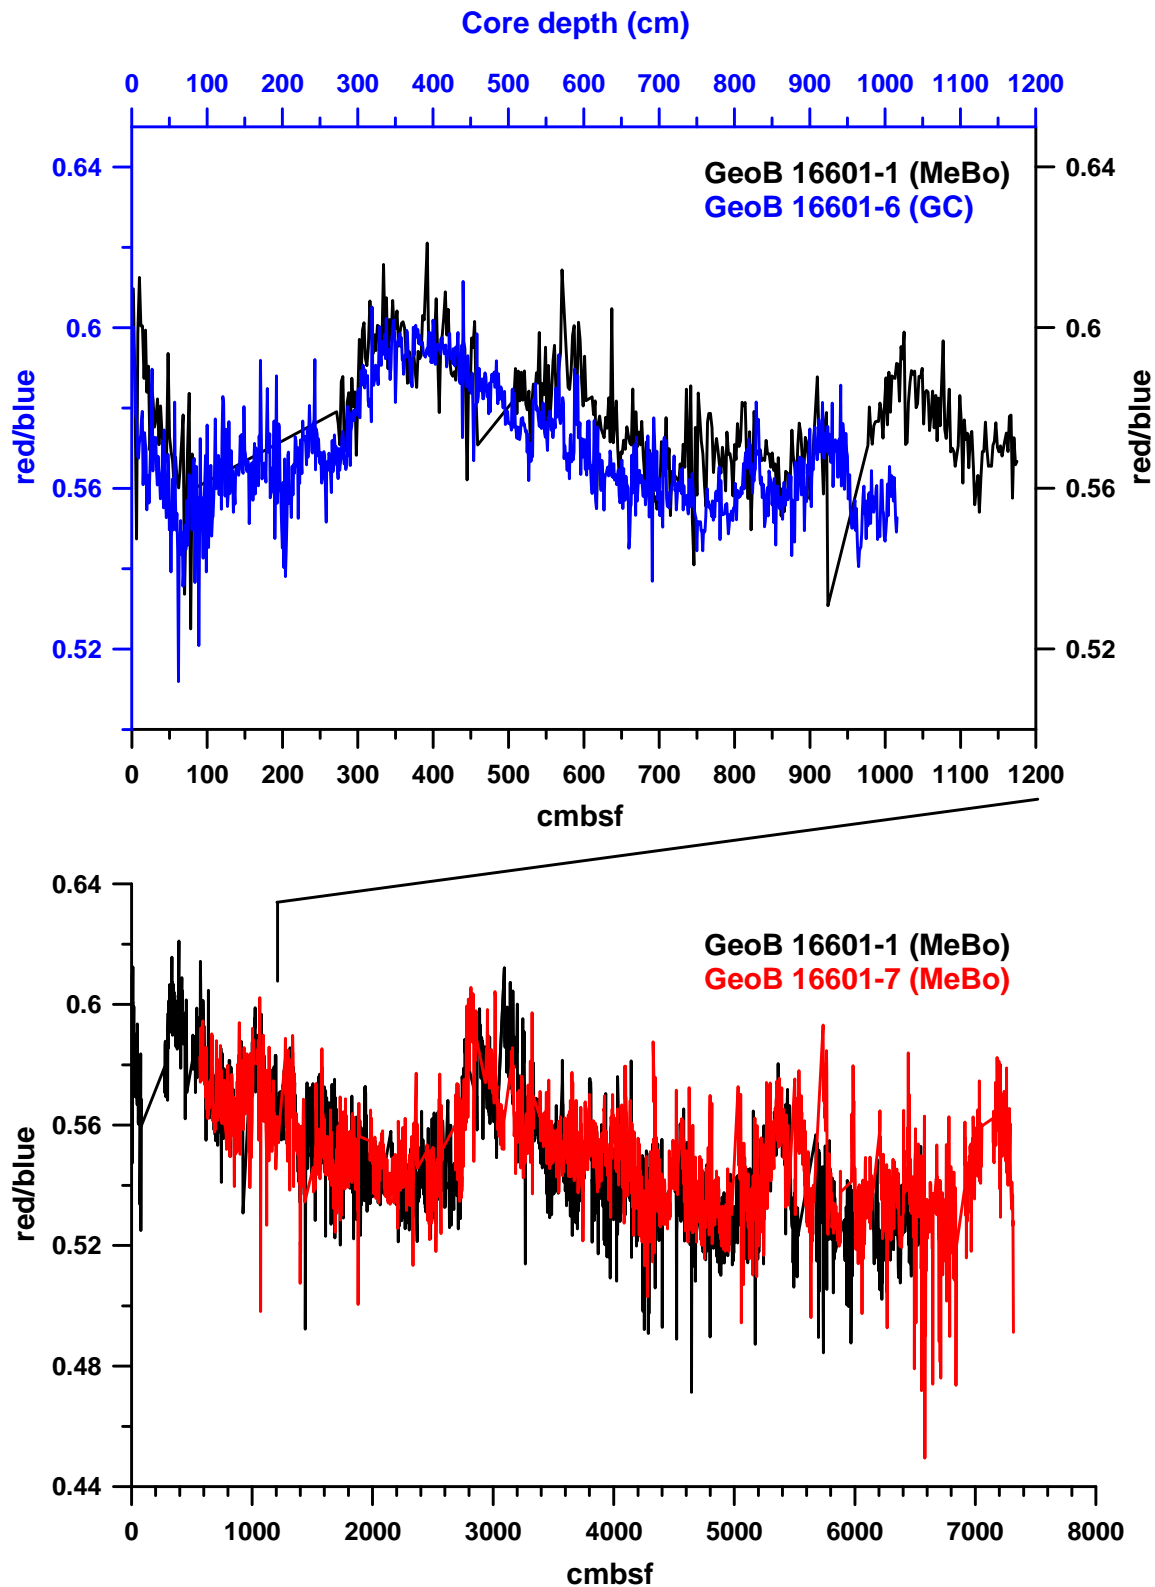 Core depth (cm)
0 100 200 300 400 500 600 700 800 900 1000 1100 1200
0.64 0.64
GeoB 16601-1 (MeBo)
GeoB 16601-6 (GC)
0.6 0.6
red/blue red/blue
0.56 0.56
0.52 0.52
0 100 200 300 400 500 600 700 800 900 1000 1100 1200
cmbsf
0.64
GeoB 16601-1 (MeBo)
GeoB 16601-7 (MeBo)
0.6
0.56
red/blue
0.52
0.48
0.44
0 1000 2000 3000 4000 5000 6000 7000 8000
cmbsf